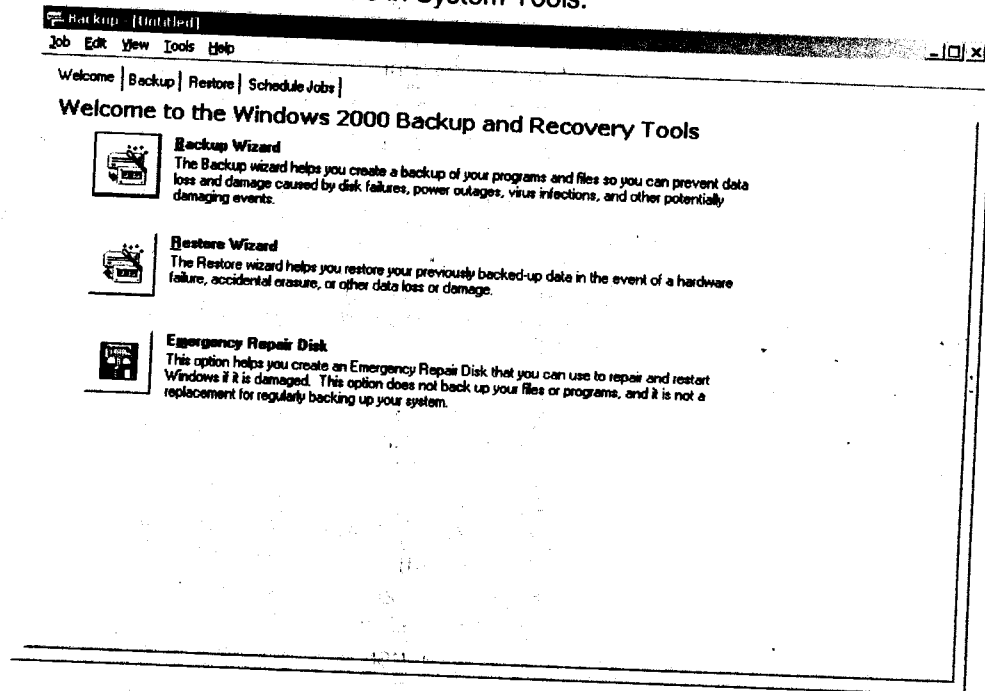 in System Tools.
Backup - [Untitled]
Job Edit View Tools Help
Welcome Backup Restore Schedule Jobs
Welcome to the Windows 2000 Backup and Recovery Tools
Backup Wizard
The Backup wizard helps you create a backup of your programs and files so you can prevent data
loss and damage caused by disk failures, power outages, virus infections, and other potentially
damaging events.
Restore Wizard
The Restore wizard helps you restore your previously backed-up data in the event of a hardware
failure, accidental erasure, or other data loss or damage.
Emergency Repair Disk
This option helps you create an Emergency Repair Disk that you can use to repair and restart
Windows if it is damaged. This option does not back up your files or programs, and it is not a
replacement for regularly backing up your system.